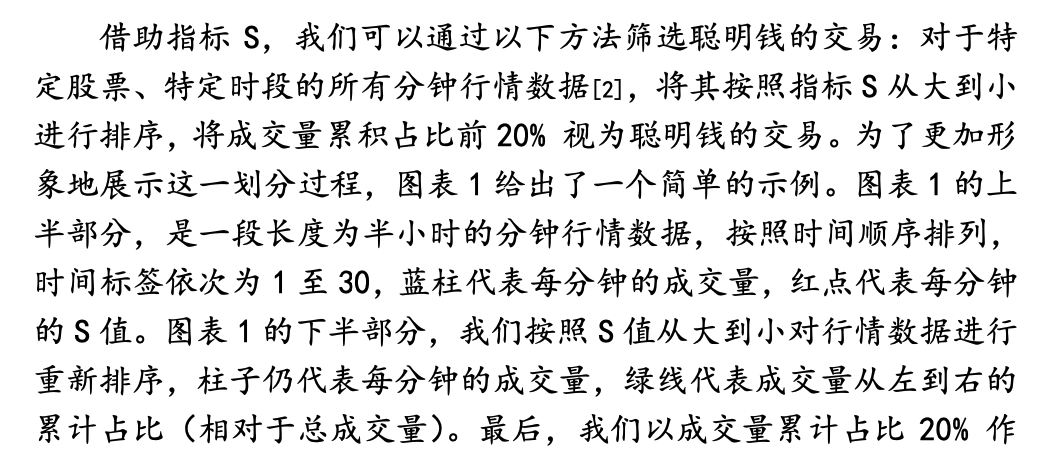 借助指标 S，我们可以通过以下方法筛选聪明钱的交易：对于特
定股票、特定时段的所有分钟行情数据[2]，将其按照指标 S 从大到小
进行排序，将成交量累积占比前 20% 视为聪明钱的交易。为了更加形
象地展示这一划分过程，图表 1 给出了一个简单的示例。图表 1 的上
半部分，是一段长度为半小时的分钟行情数据，按照时间顺序排列，
时间标签依次为 1 至 30，蓝柱代表每分钟的成交量，红点代表每分钟
的 S 值。图表 1 的下半部分，我们按照 S 值从大到小对行情数据进行
重新排序，柱子仍代表每分钟的成交量，绿线代表成交量从左到右的
累计占比（相对于总成交量）。最后，我们以成交量累计占比 20% 作